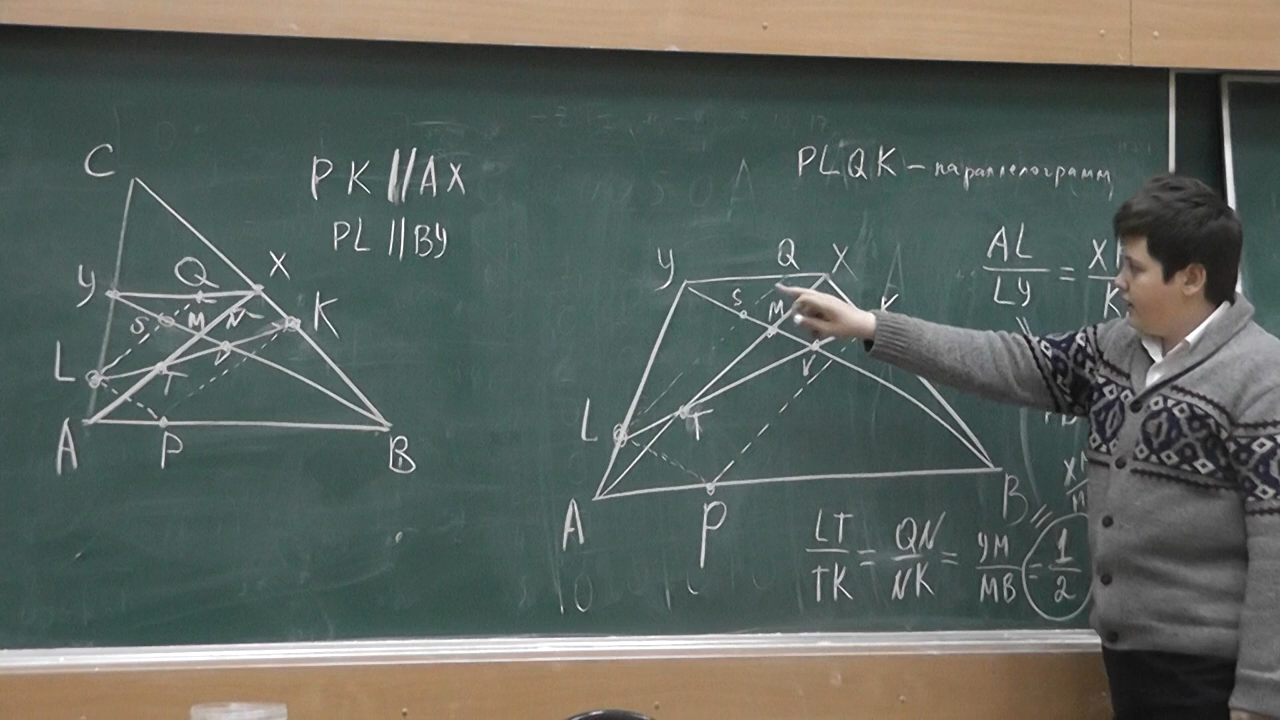 C
PK || AX
PL || BY
Y Q X
S M N K
L T V
A P B
PLQK – параллелограмм
AL/LY = X
Y Q X
S M
L T V
A P B
LT/TK = QN/NK = YM/MB = 1/2